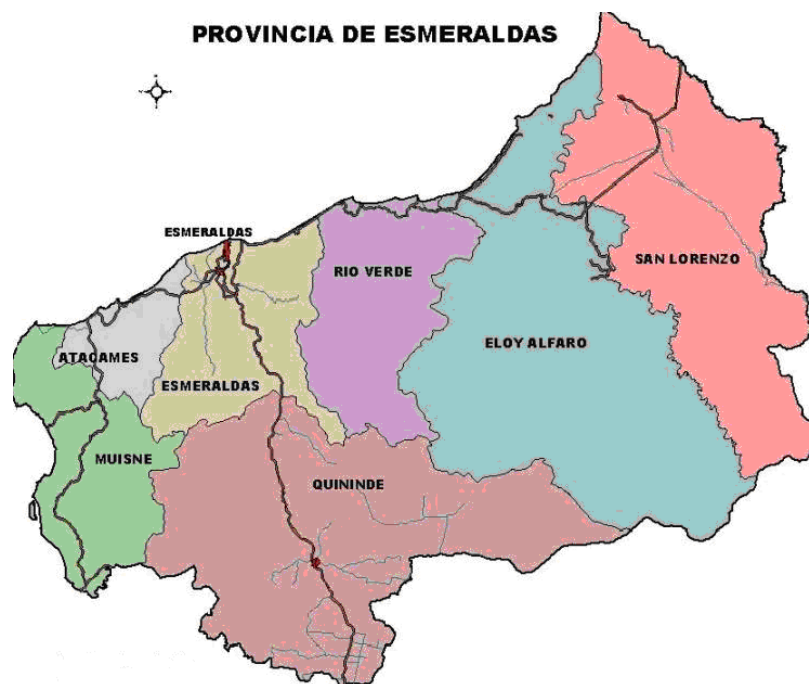 PROVINCIA DE ESMERALDAS
ESMERALDAS
RIO VERDE
SAN LORENZO
ELOY ALFARO
ATACAMES
ESMERALDAS
MUISNE
QUININDE